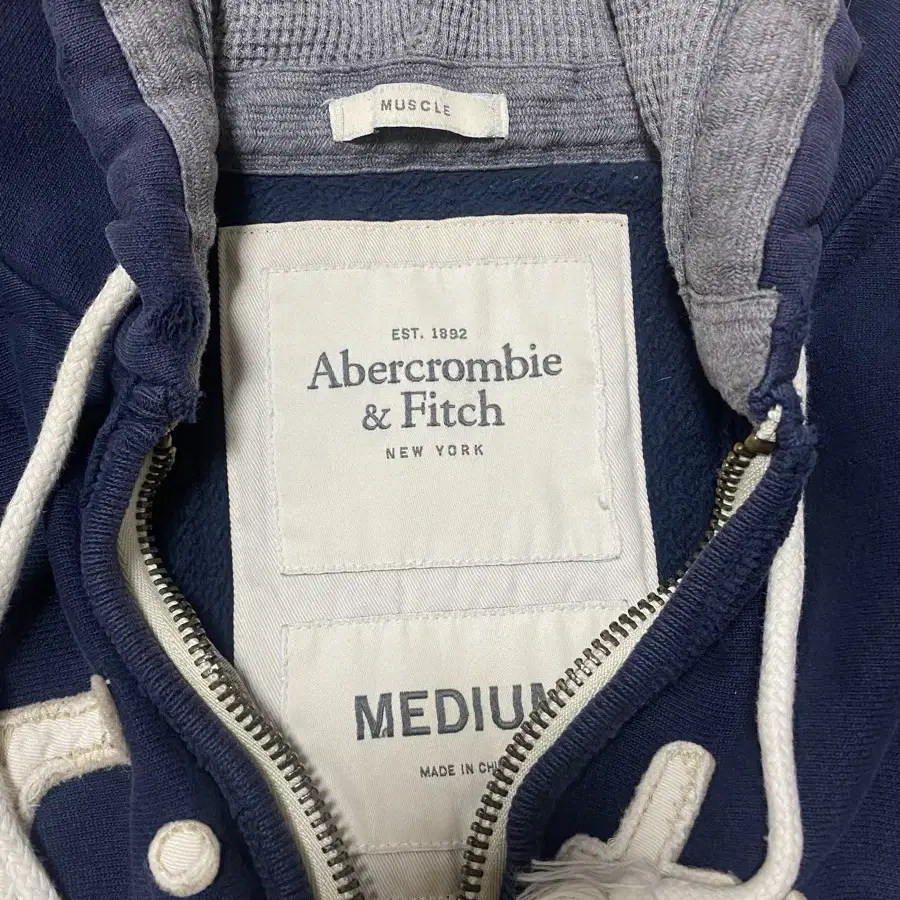 MUSCLE
EST. 1892
Abercrombie
& Fitch
NEW YORK
MEDIUM
MADE IN